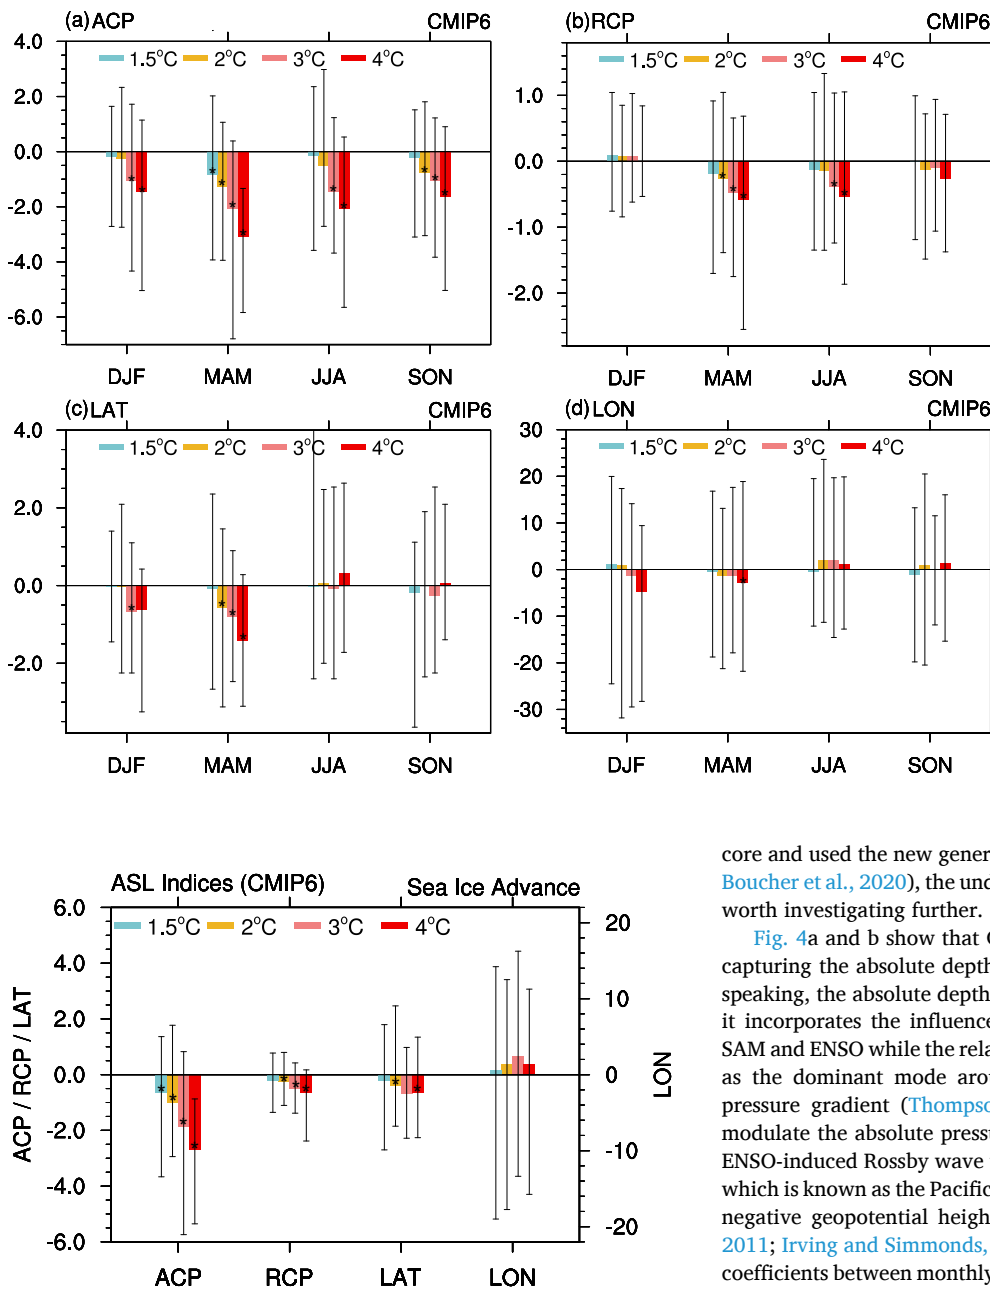 (a) ACP CMIP6
1.5°C 2°C 3°C 4°C
4.0
2.0
0.0
-2.0
-4.0
-6.0
DJF MAM JJA SON
(b) RCP CMIP6
1.5°C 2°C 3°C 4°C
1.0
0.0
-1.0
-2.0
DJF MAM JJA SON
(c) LAT CMIP6
1.5°C 2°C 3°C 4°C
4.0
2.0
0.0
-2.0
DJF MAM JJA SON
(d) LON CMIP6
1.5°C 2°C 3°C 4°C
30
20
10
0
-10
-20
-30
DJF MAM JJA SON
ASL Indices (CMIP6) Sea Ice Advance
1.5°C 2°C 3°C 4°C
ACP / RCP / LAT
6.0
4.0
2.0
0.0
-2.0
-4.0
-6.0
20
10
0
-10
-20
LON
ACP RCP LAT LON
core and used the new gener
Boucher et al., 2020), the und
worth investigating further.
Fig. 4a and b show that C
capturing the absolute depth
speaking, the absolute depth
it incorporates the influence
SAM and ENSO while the rela
as the dominant mode arou
pressure gradient (Thompso
modulate the absolute pressu
ENSO-induced Rossby wave
which is known as the Pacific
negative geopotential heigh
2011; Irving and Simmonds,
coefficients between monthly